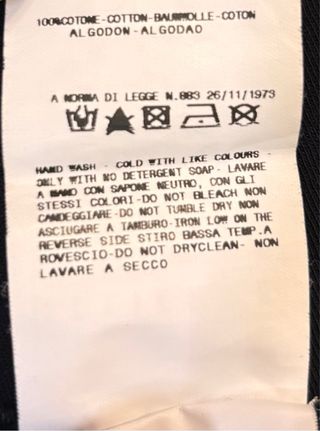 100%COTONE-COTTON-BAUMWOLLE-COTON
ALGODON-ALGODAO
A NORMA DI LEGGE N.883 26/11/1973
HAND WASH - COLD WITH LIKE COLOURS -
ONLY WITH NO DETERGENT SOAP- LAVARE
A MANO CON SAPONE NEUTRO, CON GLI
STESSI COLORI-DO NOT BLEACH NON
CANDEGGIARE-DO NOT TUMBLE DRY NON
ASCIUGARE A TAMBURO-IRON LOW ON THE
REVERSE SIDE STIRO BASSA TEMP.A
ROVESCIO-DO NOT DRYCLEAN- NON
LAVARE A SECCO